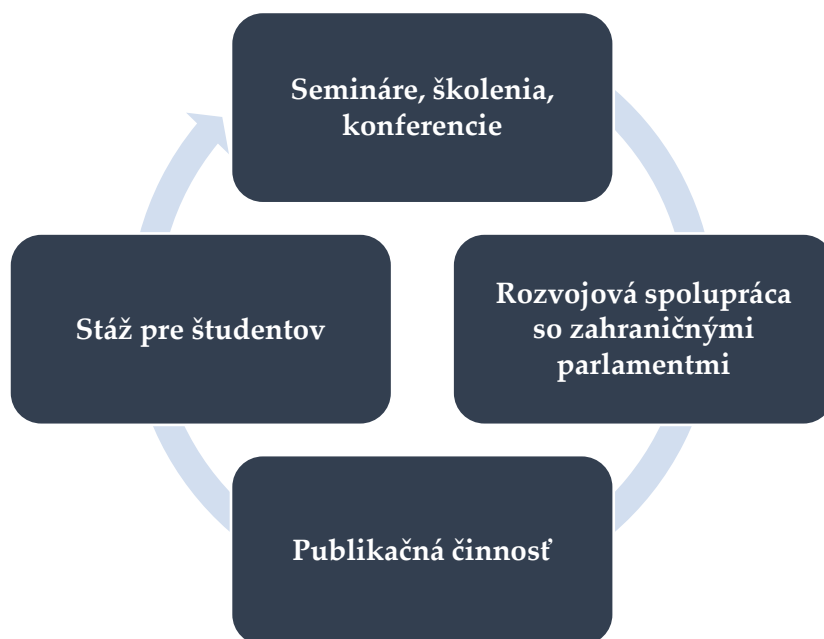 Semináre, školenia,
konferencie
Rozvojová spolupráca
so zahraničnými
parlamentmi
Publikačná činnosť
Stáž pre študentov